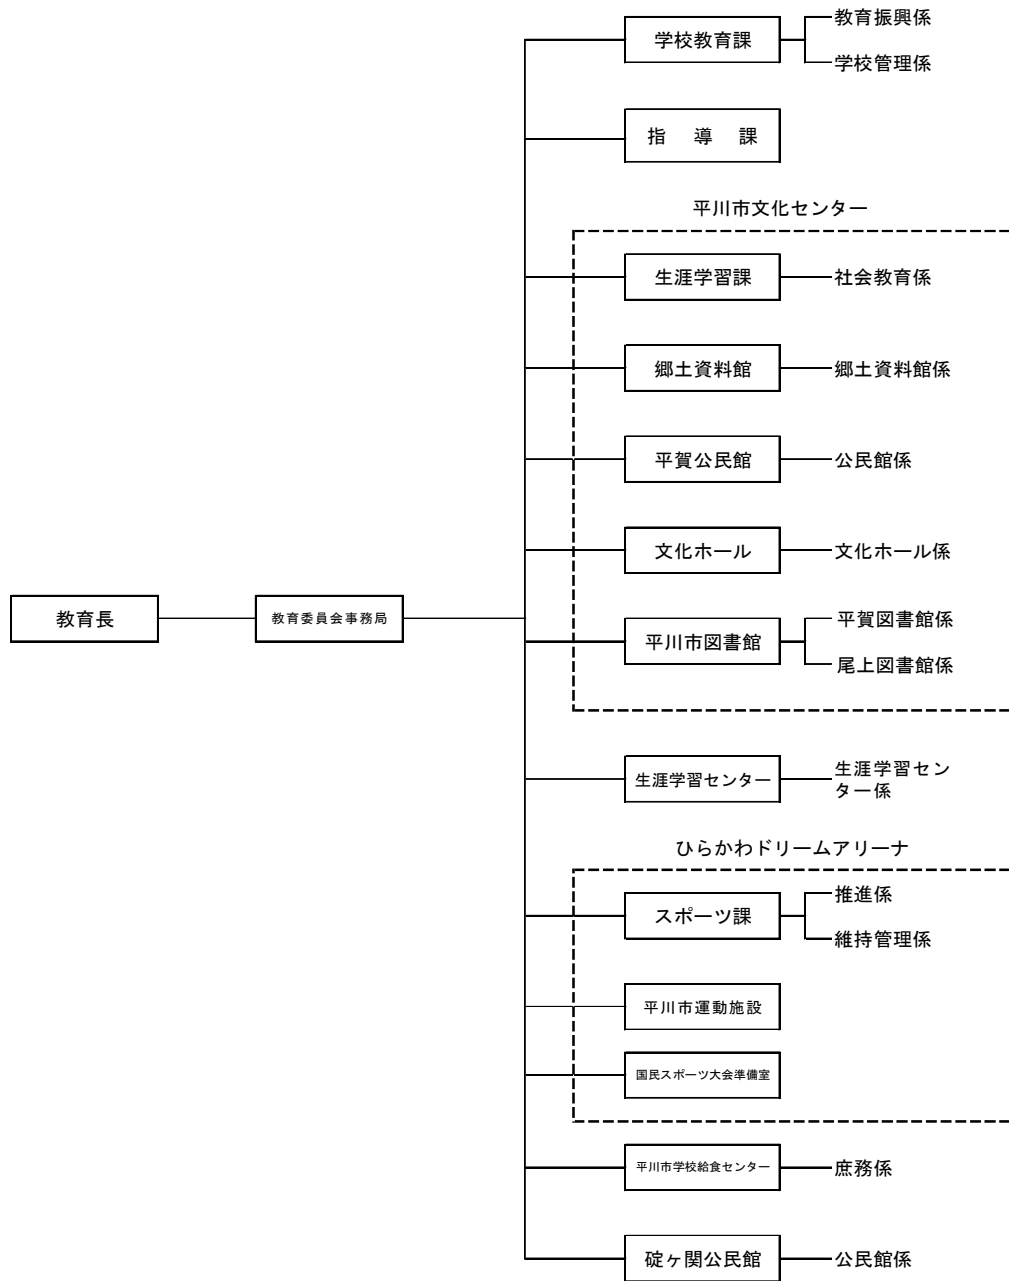 教育振興係
学校教育課
学校管理係
指導課
平川市文化センター
生涯学習課
社会教育係
郷土資料館
郷土資料館係
平賀公民館
公民館係
文化ホール
文化ホール係
教育長
教育委員会事務局
平賀図書館係
平川市図書館
尾上図書館係
生涯学習センター
生涯学習セン
ター係
ひらかわドリームアリーナ
推進係
スポーツ課
維持管理係
平川市運動施設
国民スポーツ大会準備室
平川市学校給食センター
庶務係
碇ヶ関公民館
公民館係